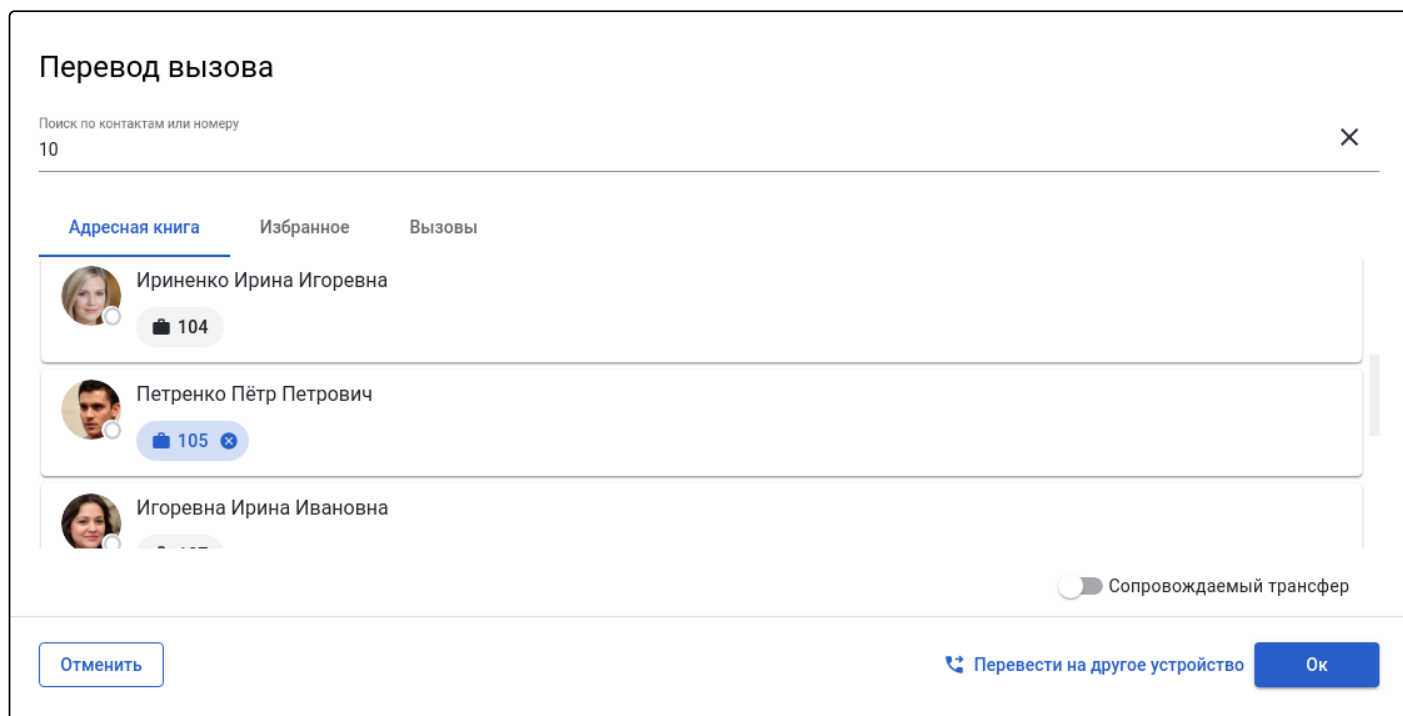 Перевод вызова
Поиск по контактам или номеру
10
Адресная книга Избранное Вызовы
Ириненко Ирина Игоревна
104
Петренко Пётр Петрович
105
Игоревна Ирина Ивановна
Сопровождаемый трансфер
Отменить Перевести на другое устройство Ок